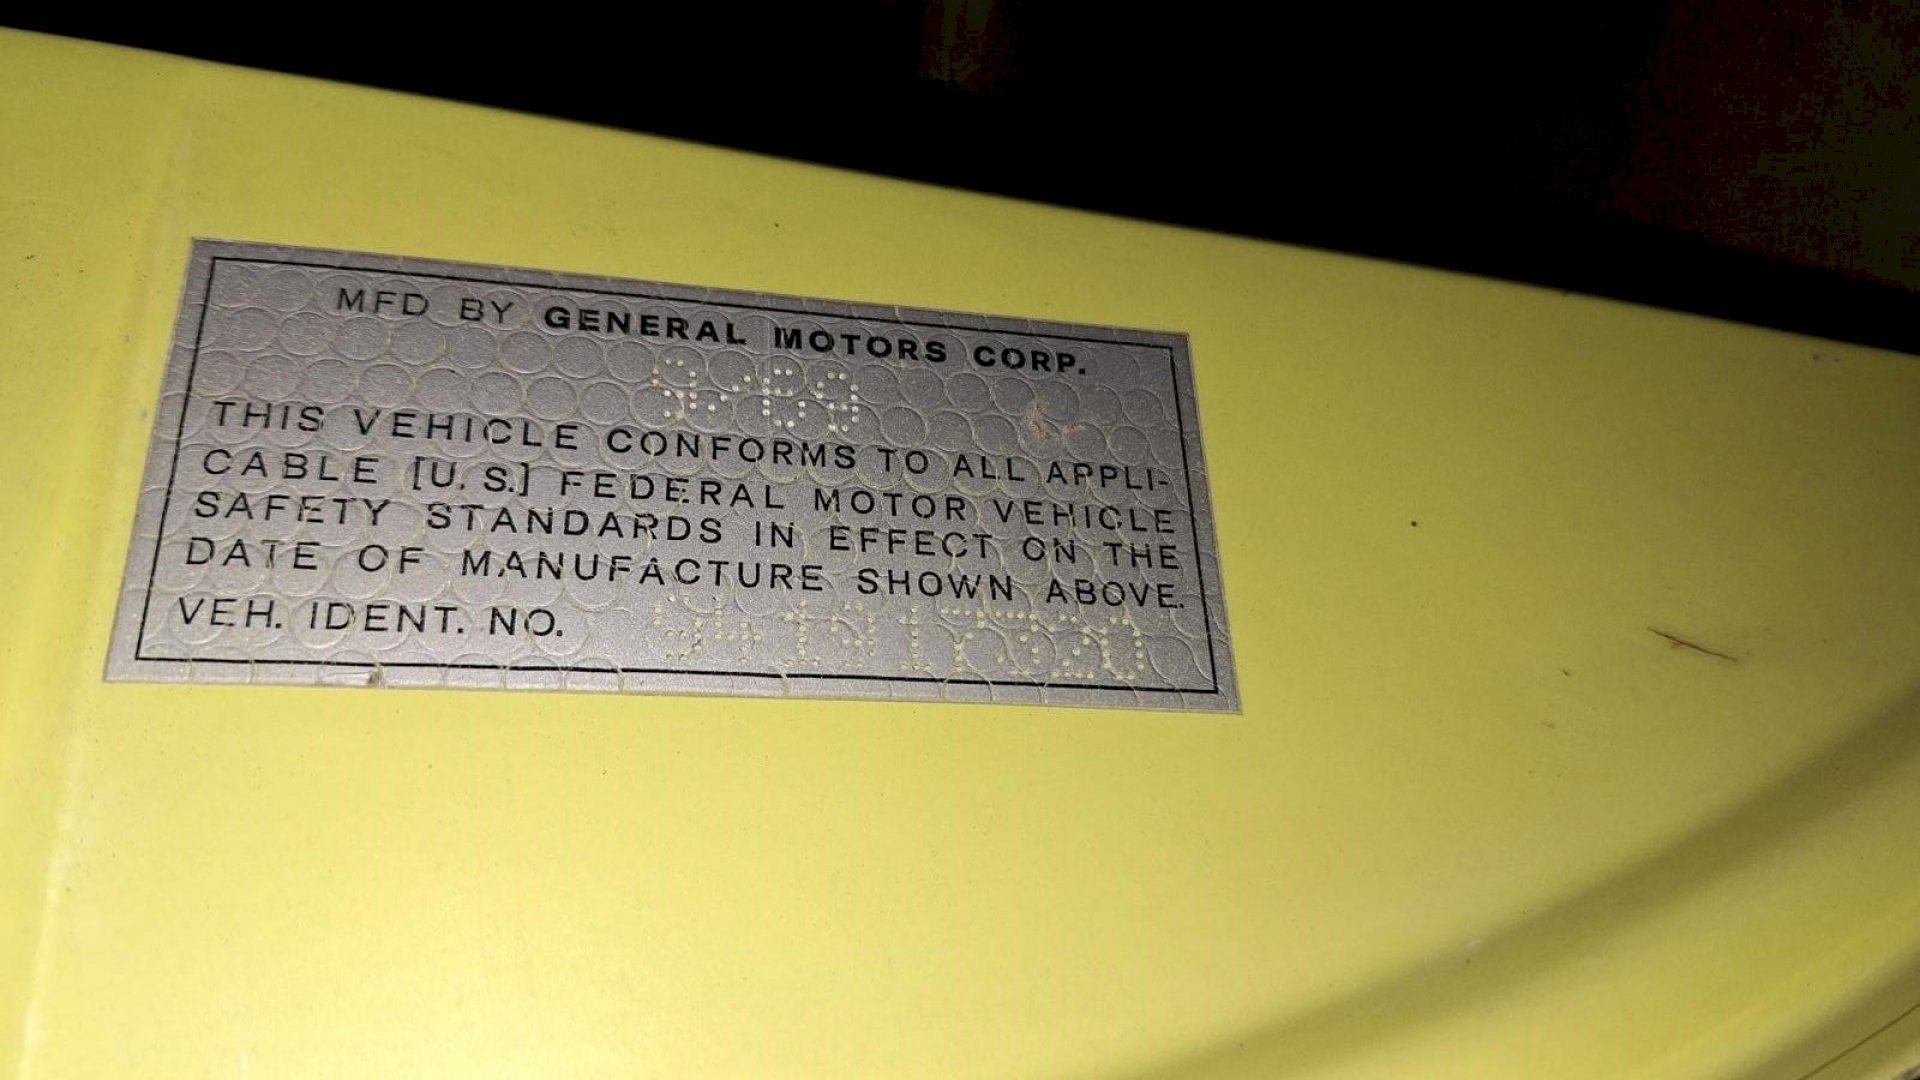 MFD BY GENERAL MOTORS CORP.
THIS VEHICLE CONFORMS TO ALL APPLI-
CABLE [U. S.] FEDERAL MOTOR VEHICLE
SAFETY STANDARDS IN EFFECT ON THE
DATE OF MANUFACTURE SHOWN ABOVE.
VEH. IDENT. NO.